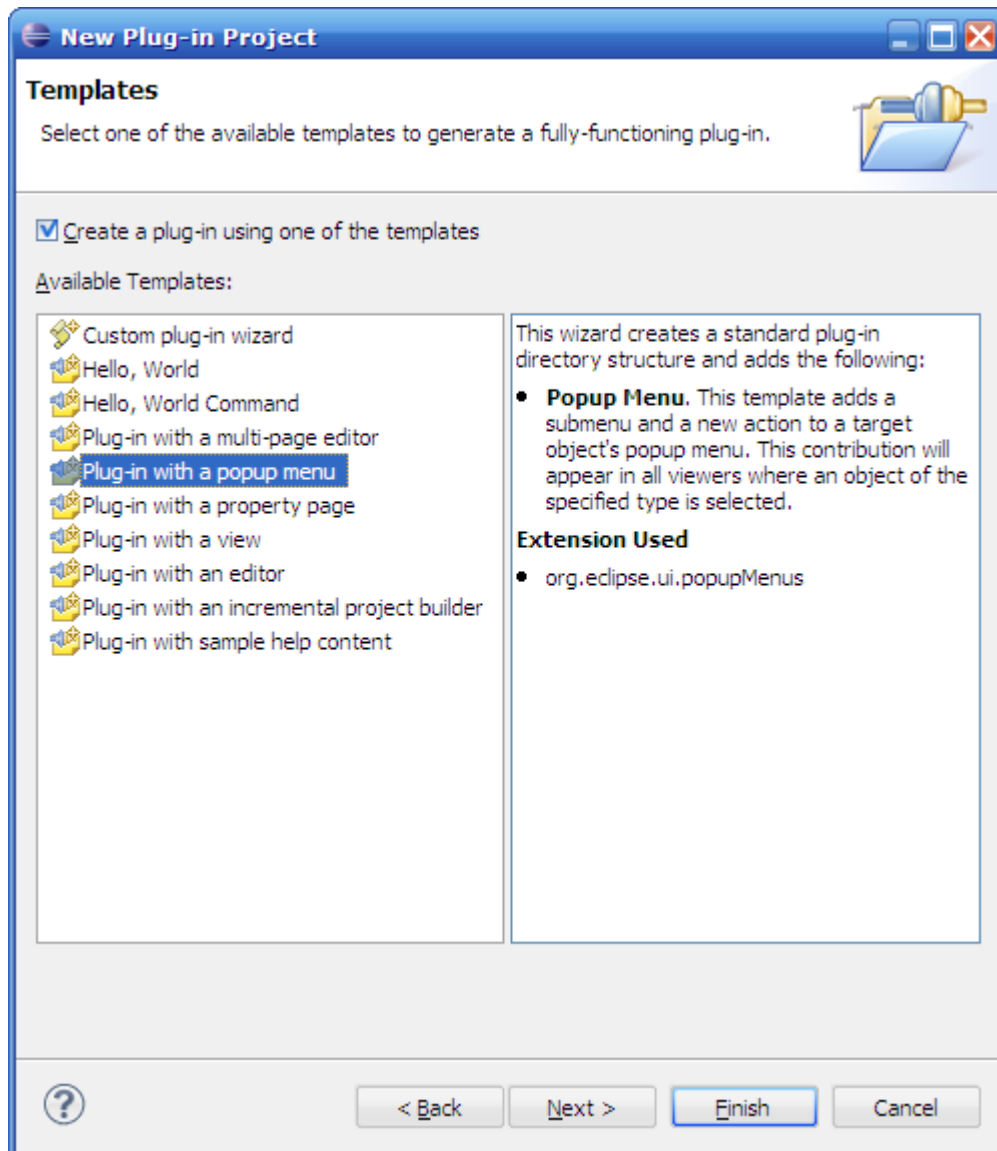 New Plug-in Project
Templates
Select one of the available templates to generate a fully-functioning plug-in.
Create a plug-in using one of the templates
Available Templates:
Custom plug-in wizard
Hello, World
Hello, World Command
Plug-in with a multi-page editor
Plug-in with a popup menu
Plug-in with a property page
Plug-in with a view
Plug-in with an editor
Plug-in with an incremental project builder
Plug-in with sample help content
This wizard creates a standard plug-in
directory structure and adds the following:
• Popup Menu. This template adds a
submenu and a new action to a target
object's popup menu. This contribution will
appear in all viewers where an object of the
specified type is selected.
Extension Used
• org.eclipse.ui.popupMenus
?
< Back
Next >
Finish
Cancel